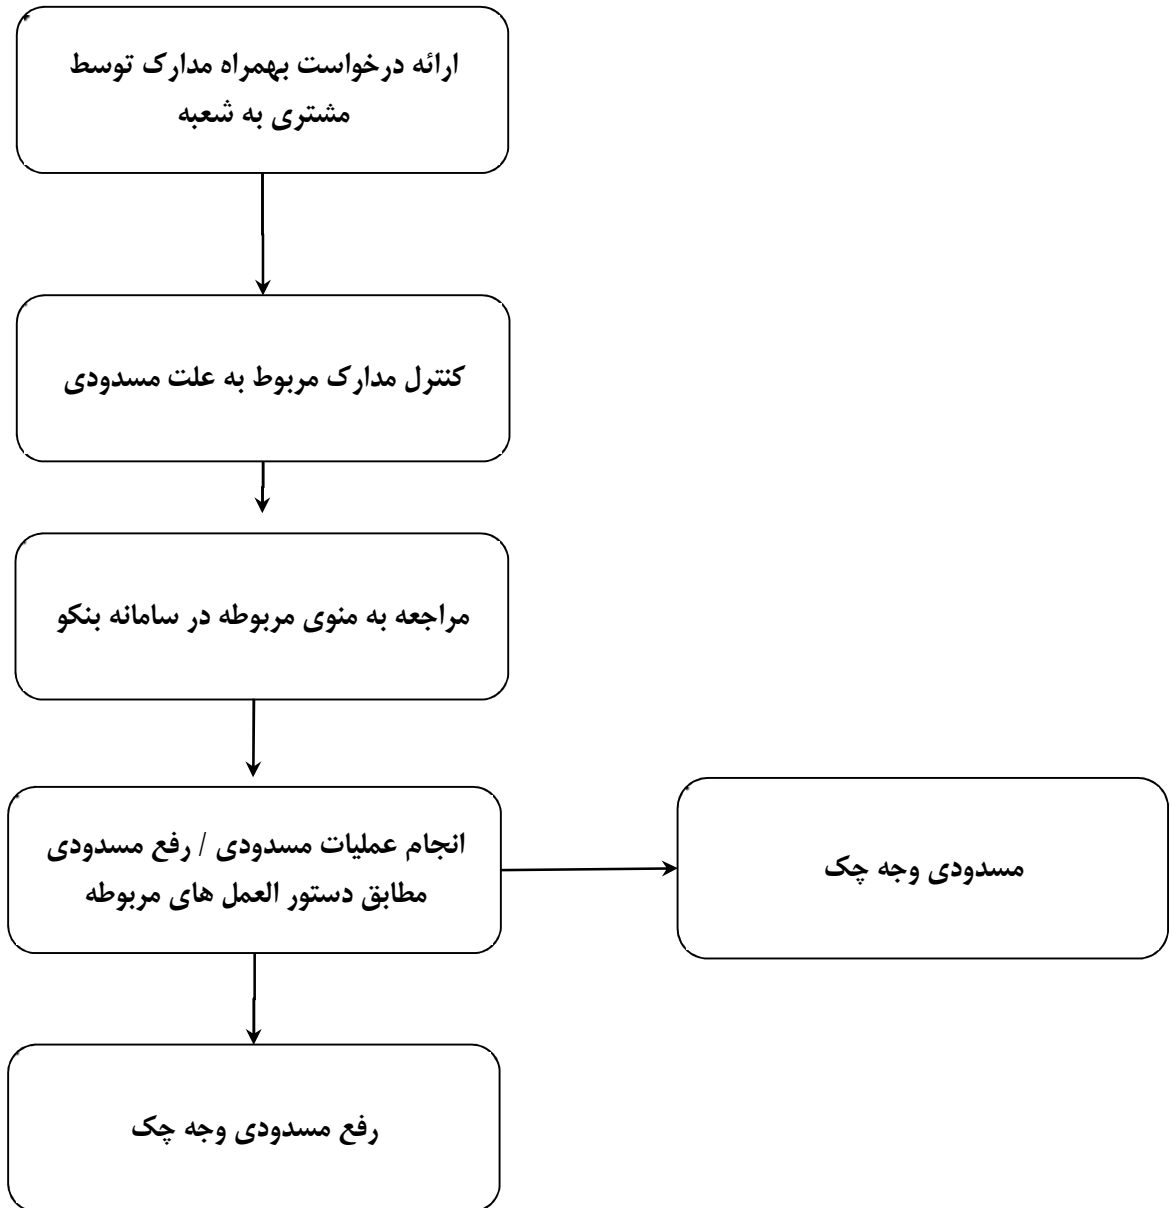 ارائه درخواست بهمراه مدارک توسط
مشتری به شعبه
کنترل مدارک مربوط به علت مسدودی
مراجعه به منوی مربوطه در سامانه بنکو
انجام عملیات مسدودی / رفع مسدودی
مطابق دستور العمل های مربوطه
مسدودی وجه چک
رفع مسدودی وجه چک